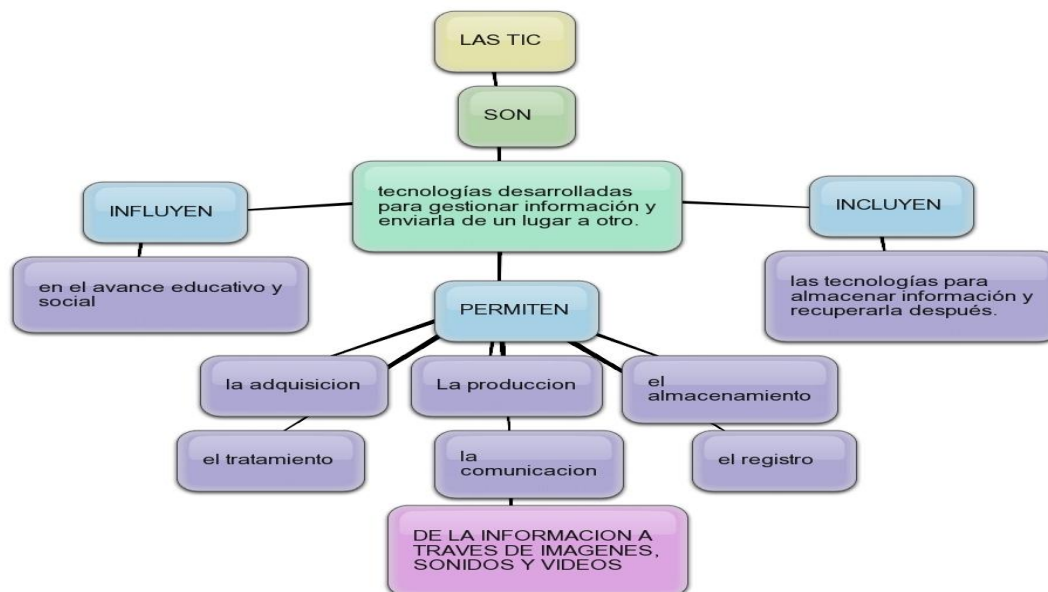 LAS TIC
SON
tecnologías desarrolladas
para gestionar información y
enviarla de un lugar a otro.
INFLUYEN
en el avance educativo y
social
INCLUYEN
las tecnologías para
almacenar información y
recuperarla después.
PERMITEN
la adquisicion
La produccion
el
almacenamiento
el tratamiento
la
comunicacion
el registro
DE LA INFORMACION A
TRAVES DE IMAGENES,
SONIDOS Y VIDEOS